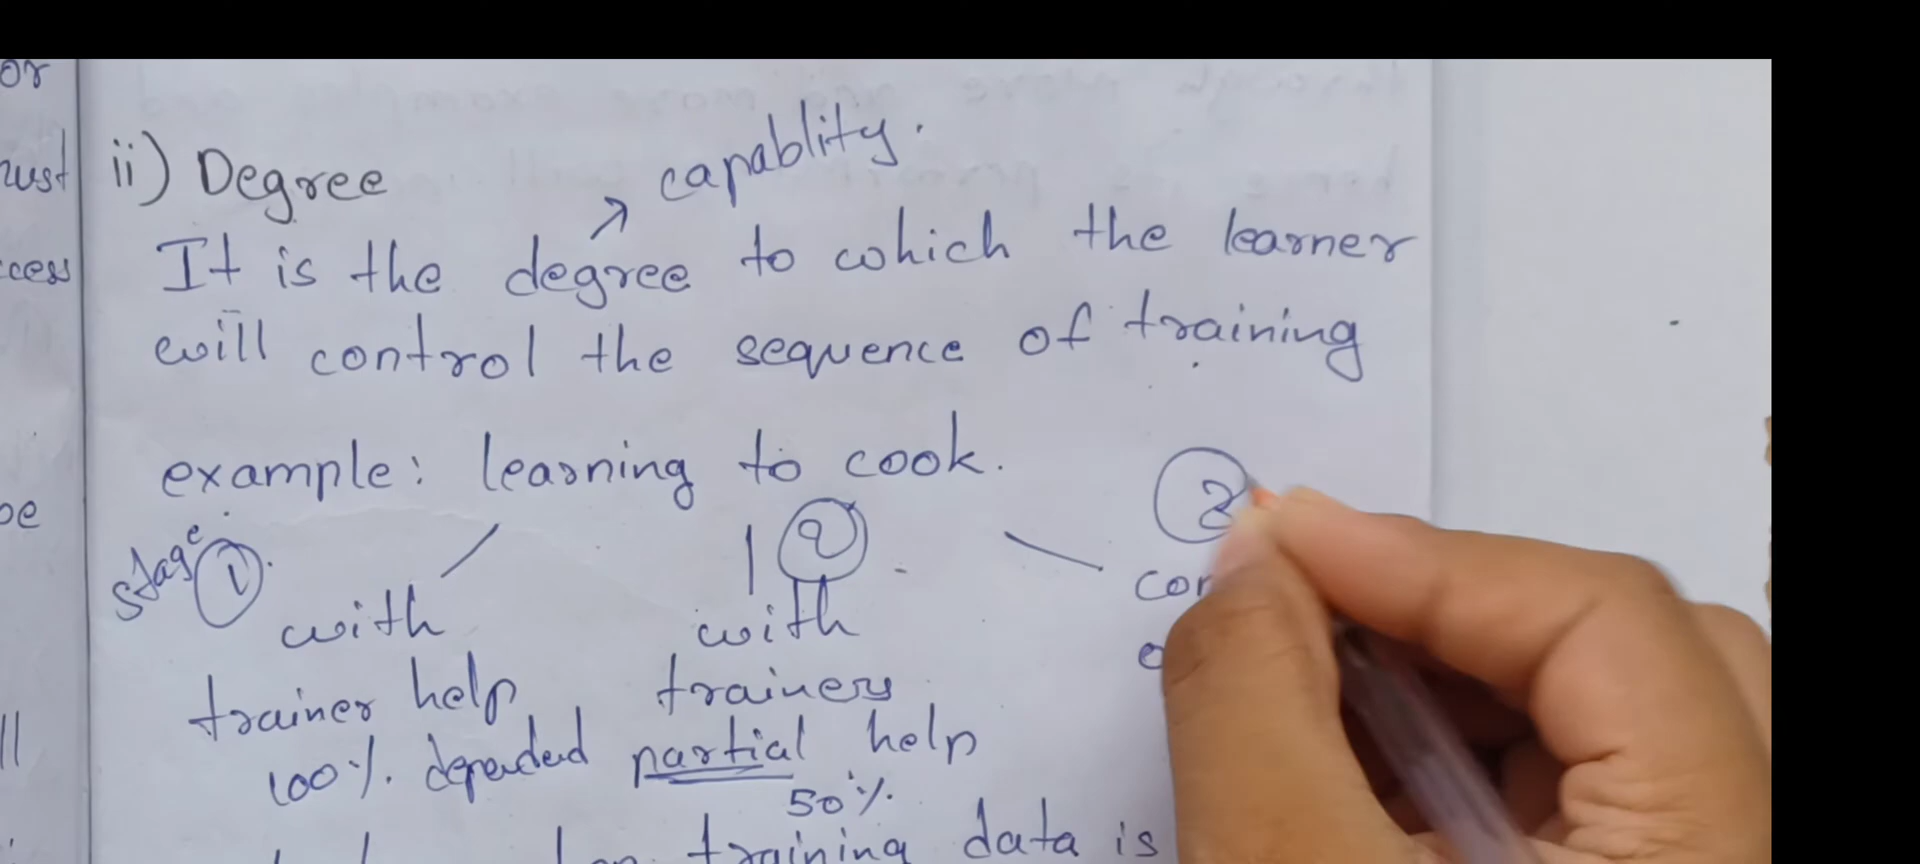 or
ii) Degree
capablity.
It is the degree to which the learner
will control the sequence of training
example: learning to cook.
stage 1
2
3
with
trainer help
100%. depended
with
trainers
partial help
50%.
training data is